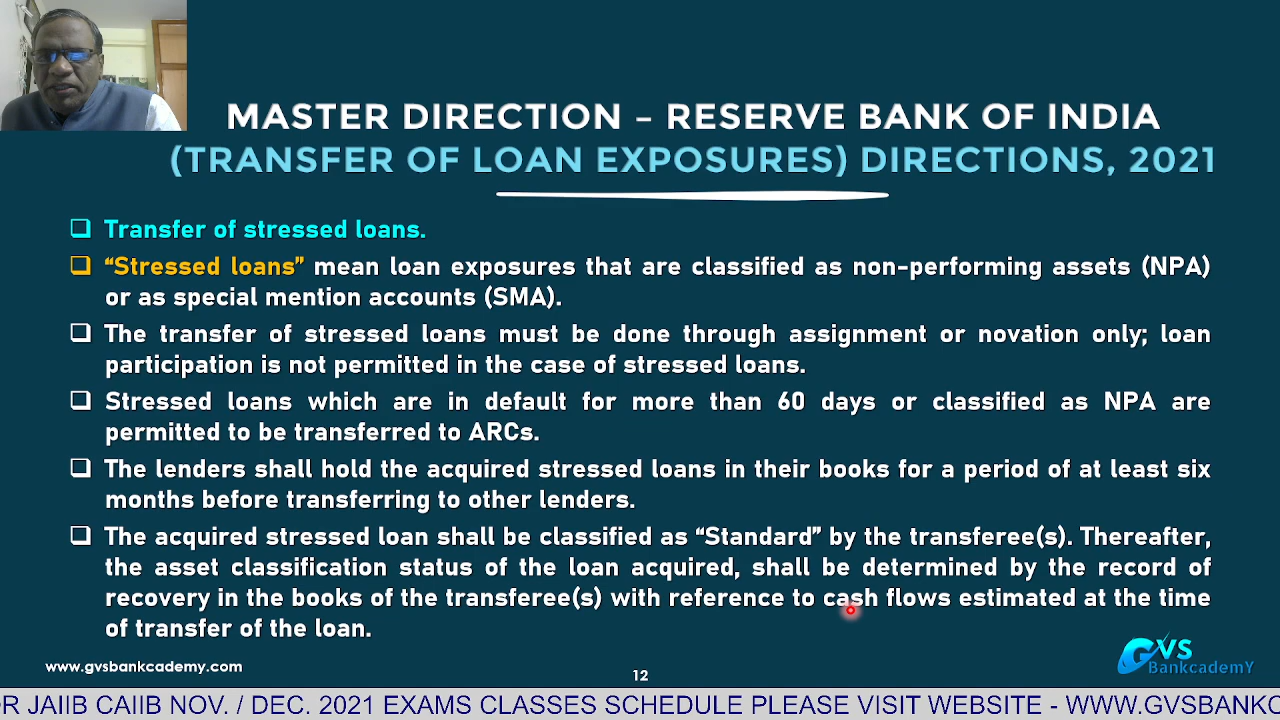 MASTER DIRECTION – RESERVE BANK OF INDIA
(TRANSFER OF LOAN EXPOSURES) DIRECTIONS, 2021
Transfer of stressed loans.
“Stressed loans” mean loan exposures that are classified as non-performing assets (NPA)
or as special mention accounts (SMA).
The transfer of stressed loans must be done through assignment or novation only; loan
participation is not permitted in the case of stressed loans.
Stressed loans which are in default for more than 60 days or classified as NPA are
permitted to be transferred to ARCs.
The lenders shall hold the acquired stressed loans in their books for a period of at least six
months before transferring to other lenders.
The acquired stressed loan shall be classified as “Standard” by the transferee(s). Thereafter,
the asset classification status of the loan acquired, shall be determined by the record of
recovery in the books of the transferee(s) with reference to cash flows estimated at the time
of transfer of the loan.
www.gvsbankcademy.com
12
GVS
BankcademY
OR JAIIB CAIIB NOV. / DEC. 2021 EXAMS CLASSES SCHEDULE PLEASE VISIT WEBSITE - WWW.GVSBANKC